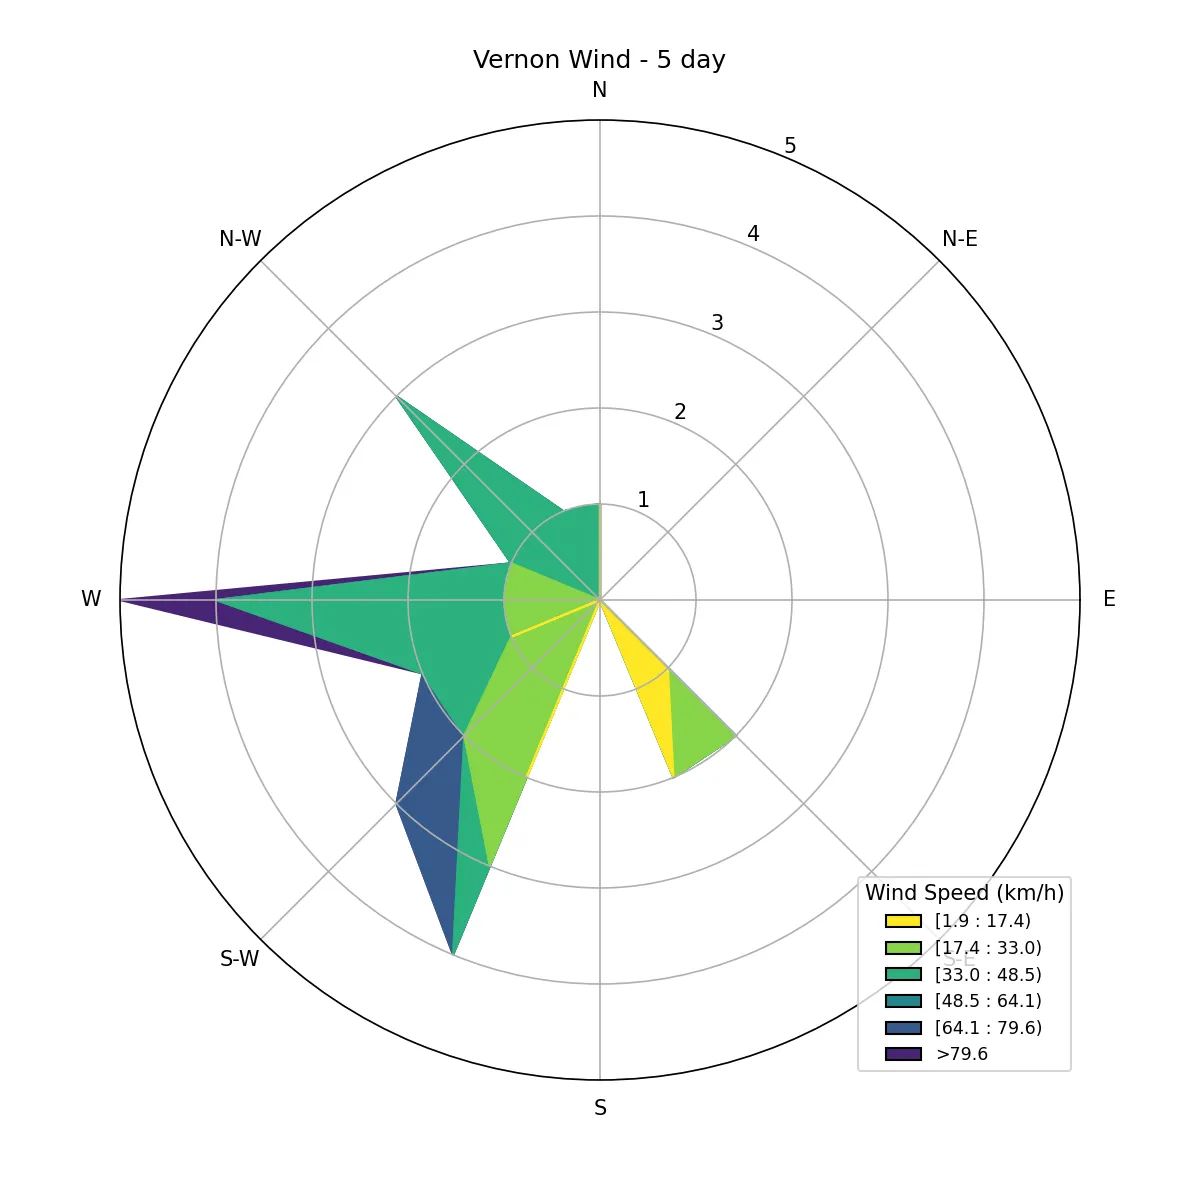 Vernon Wind - 5 day
N
5
N-W
4
N-E
3
2
1
W
E
Wind Speed (km/h)
[1.9 : 17.4)
[17.4 : 33.0)
S-W
S-E
[33.0 : 48.5)
[48.5 : 64.1)
[64.1 : 79.6)
>79.6
S